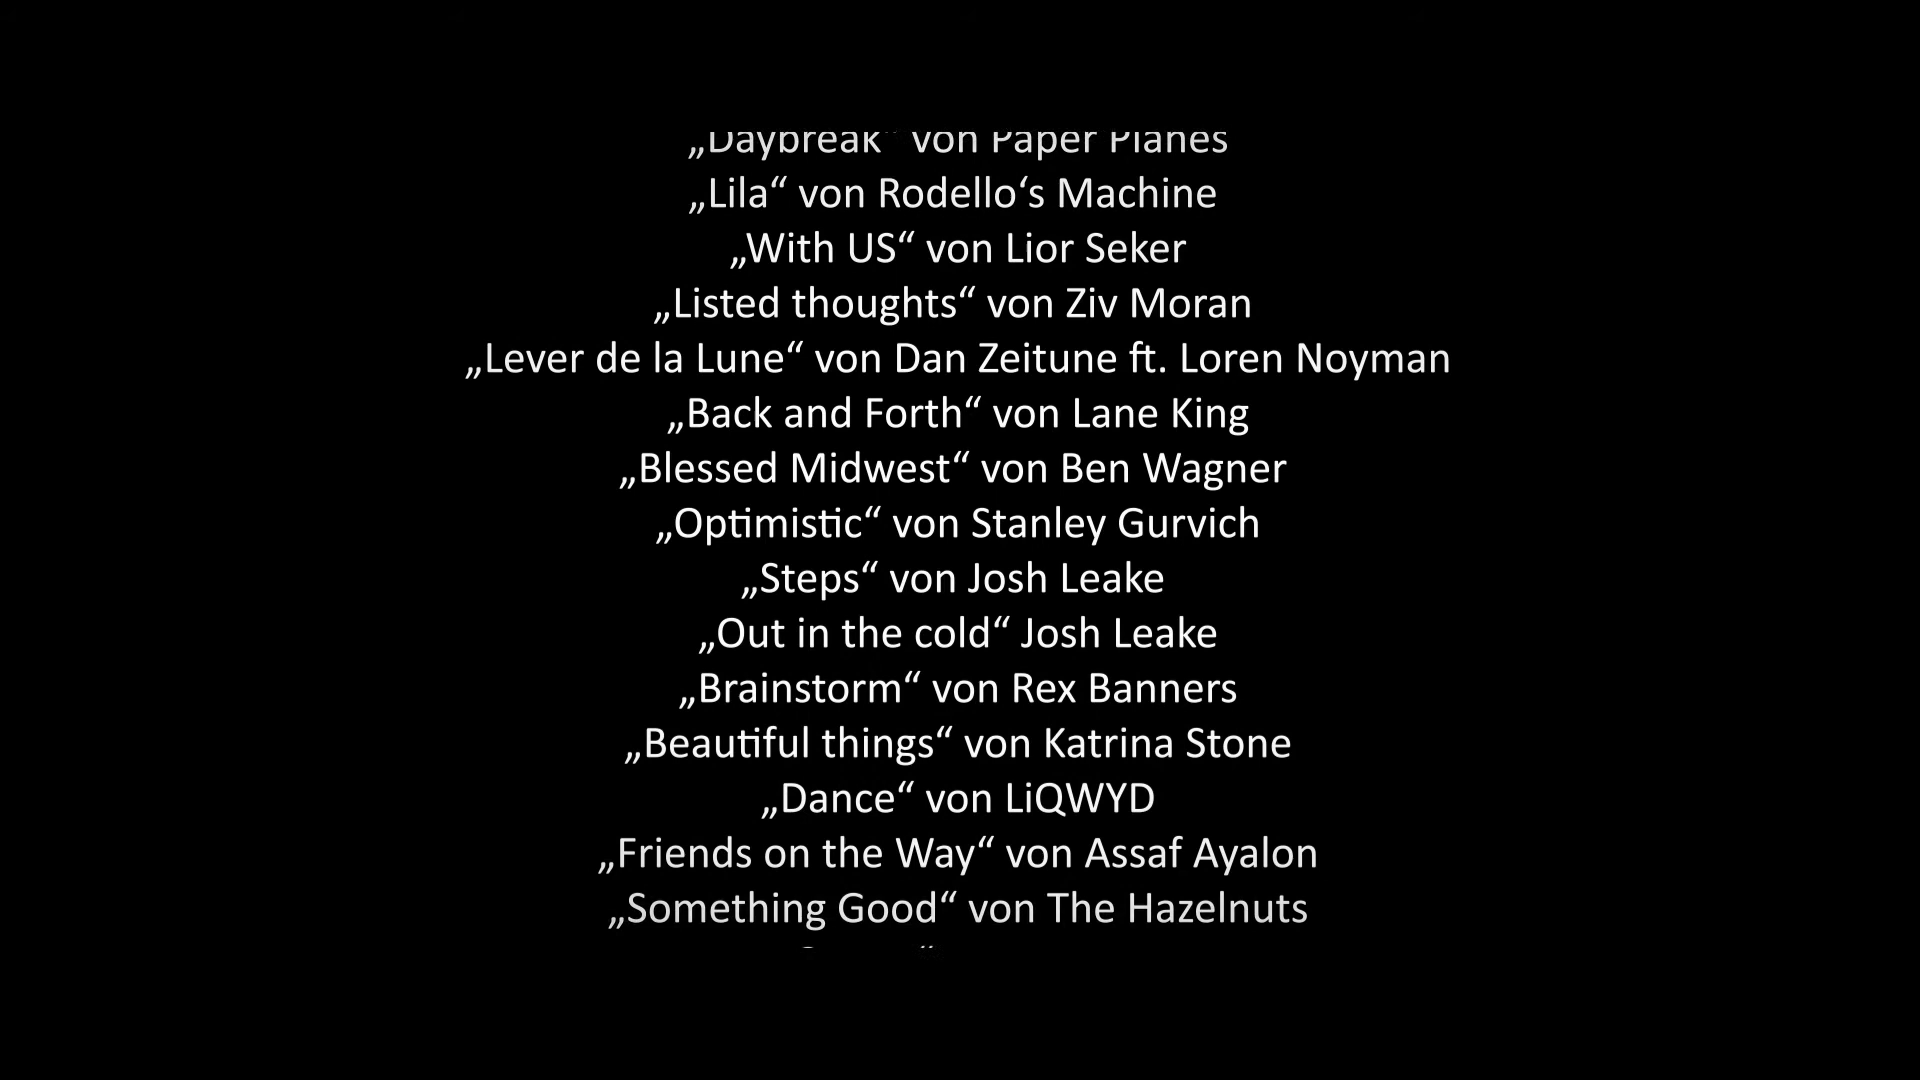 „Daybreak“ von Paper Planes
„Lila“ von Rodello‘s Machine
„With US“ von Lior Seker
„Listed thoughts“ von Ziv Moran
„Lever de la Lune“ von Dan Zeitune ft. Loren Noyman
„Back and Forth“ von Lane King
„Blessed Midwest“ von Ben Wagner
„Optimistic“ von Stanley Gurvich
„Steps“ von Josh Leake
„Out in the cold“ Josh Leake
„Brainstorm“ von Rex Banners
„Beautiful things“ von Katrina Stone
„Dance“ von LiQWYD
„Friends on the Way“ von Assaf Ayalon
„Something Good“ von The Hazelnuts